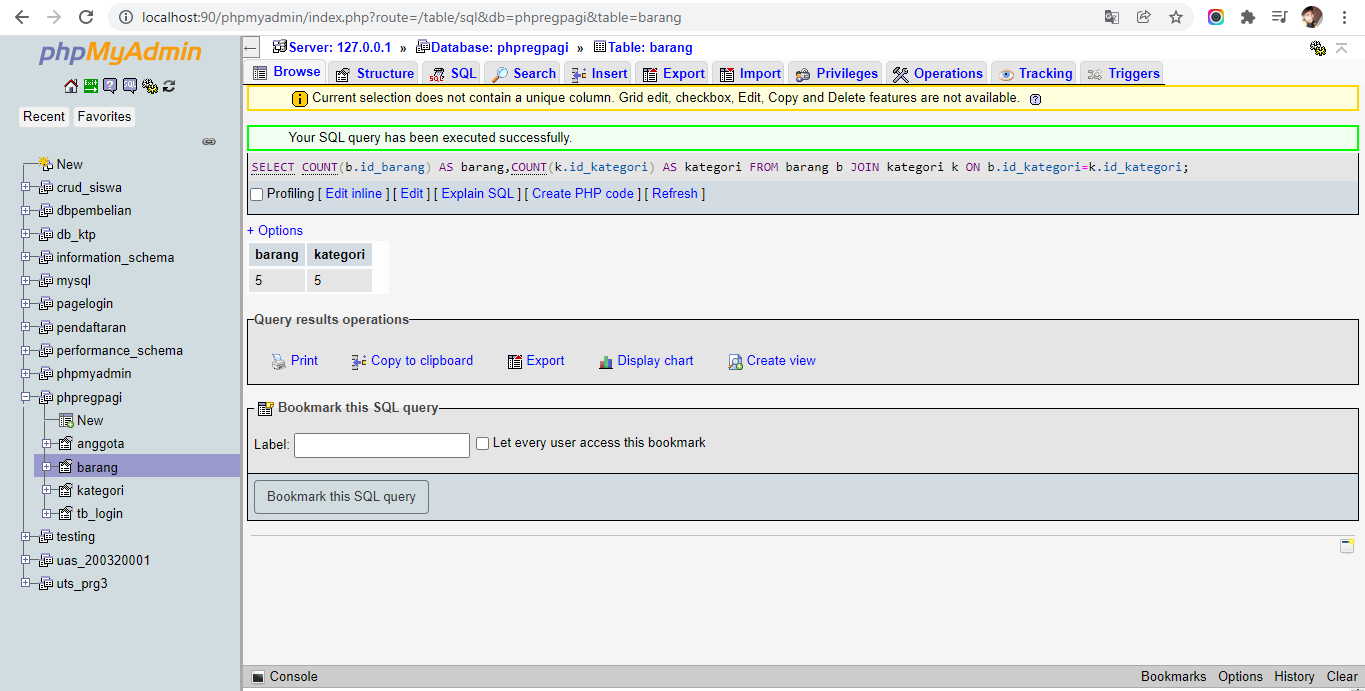 localhost:90/phpmyadmin/index.php?route=/table/sql&db=phpregpagi&table=barang
phpMyAdmin
Recent Favorites
New
crud_siswa
dbpembelian
db_ktp
information_schema
mysql
pagelogin
pendaftaran
performance_schema
phpmyadmin
phpregpagi
New
anggota
barang
kategori
tb_login
testing
uas_200320001
uts_prg3
Server: 127.0.0.1 » Database: phpregpagi » Table: barang
Browse Structure SQL Search Insert Export Import Privileges Operations Tracking Triggers
Current selection does not contain a unique column. Grid edit, checkbox, Edit, Copy and Delete features are not available.
Your SQL query has been executed successfully.
SELECT COUNT(b.id_barang) AS barang,COUNT(k.id_kategori) AS kategori FROM barang b JOIN kategori k ON b.id_kategori=k.id_kategori;
Profiling [ Edit inline ] [ Edit ] [ Explain SQL ] [ Create PHP code ] [ Refresh ]
+ Options
barang kategori
5 5
Query results operations
Print Copy to clipboard Export Display chart Create view
Bookmark this SQL query
Label: Let every user access this bookmark
Bookmark this SQL query
Console Bookmarks Options History Clear